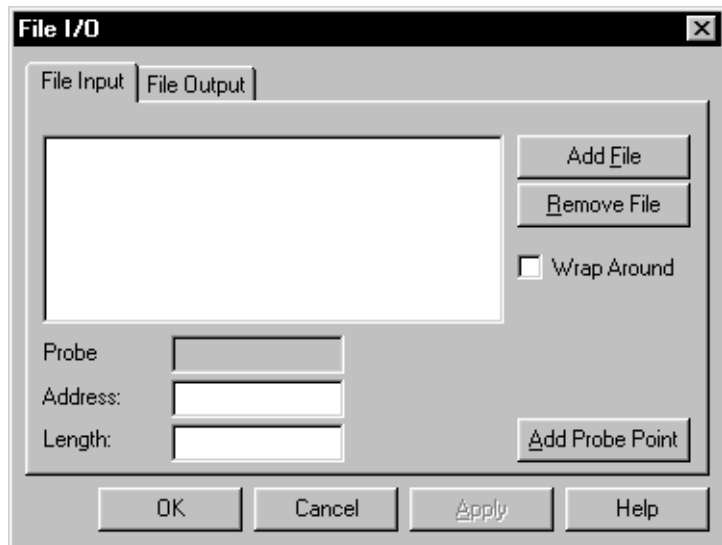 File I/O
File Input
File Output
Add File
Remove File
Wrap Around
Probe
Address:
Length:
Add Probe Point
OK
Cancel
Apply
Help